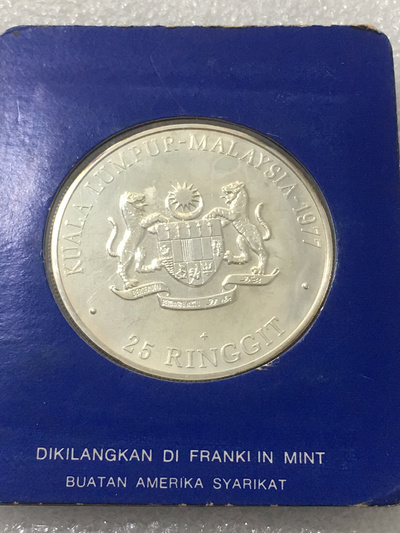 KUALA LUMPUR-MALAYSIA-1977
25 RINGGIT
DIKILANGKAN DI FRANKLIN MINT
BUATAN AMERIKA SYARIKAT